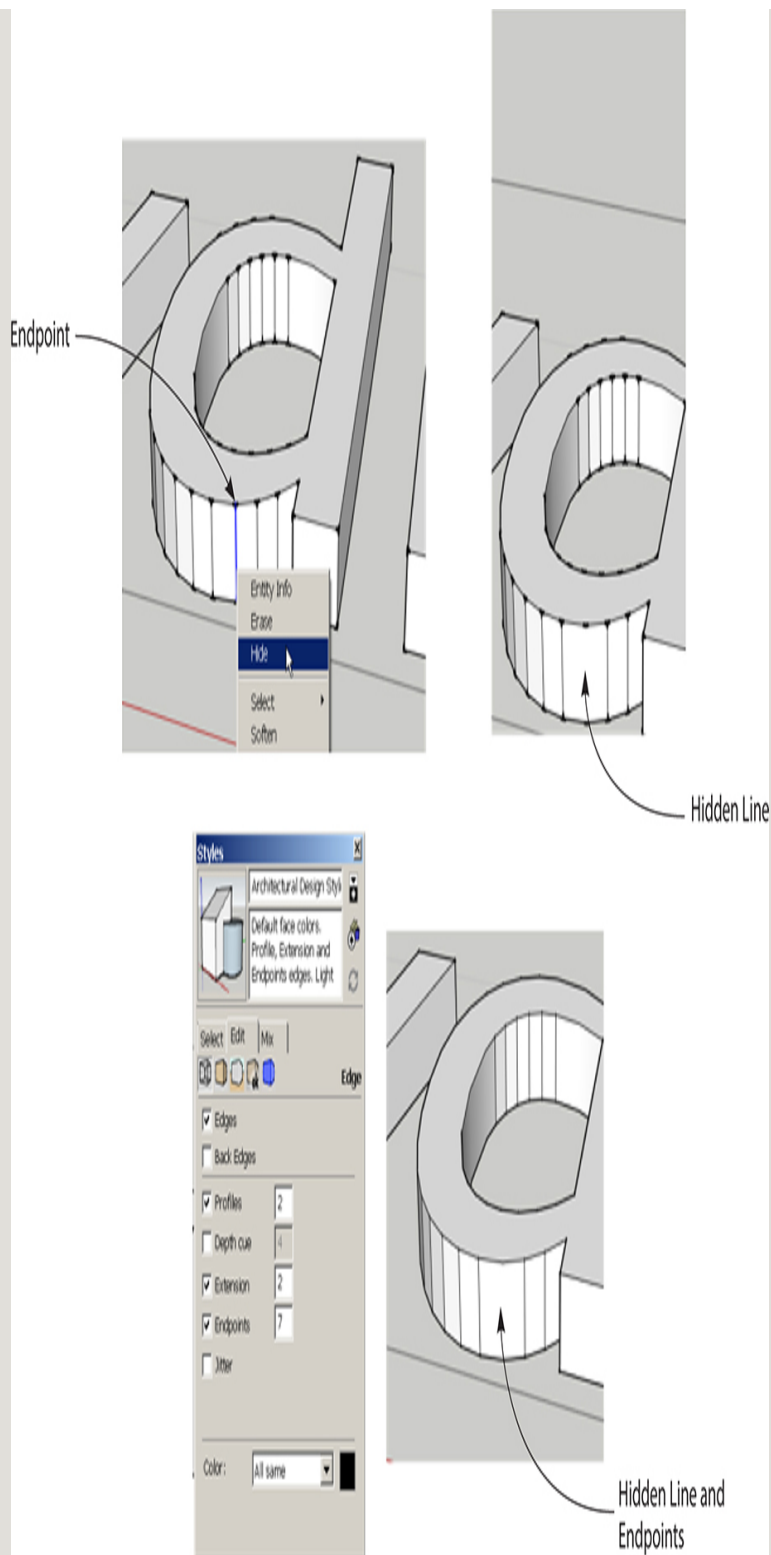 Endpoint
Entity Info
Erase
Hide
Select
Soften
Hidden Line
Styles
Architectural Design Styl
Default face colors.
Profile, Extension and
Endpoints edges. Light
Select Edit Mix
Edge
Edges
Back Edges
Profiles 2
Depth cue 4
Extension 2
Endpoints 7
Jitter
Color: All same
Hidden Line and
Endpoints